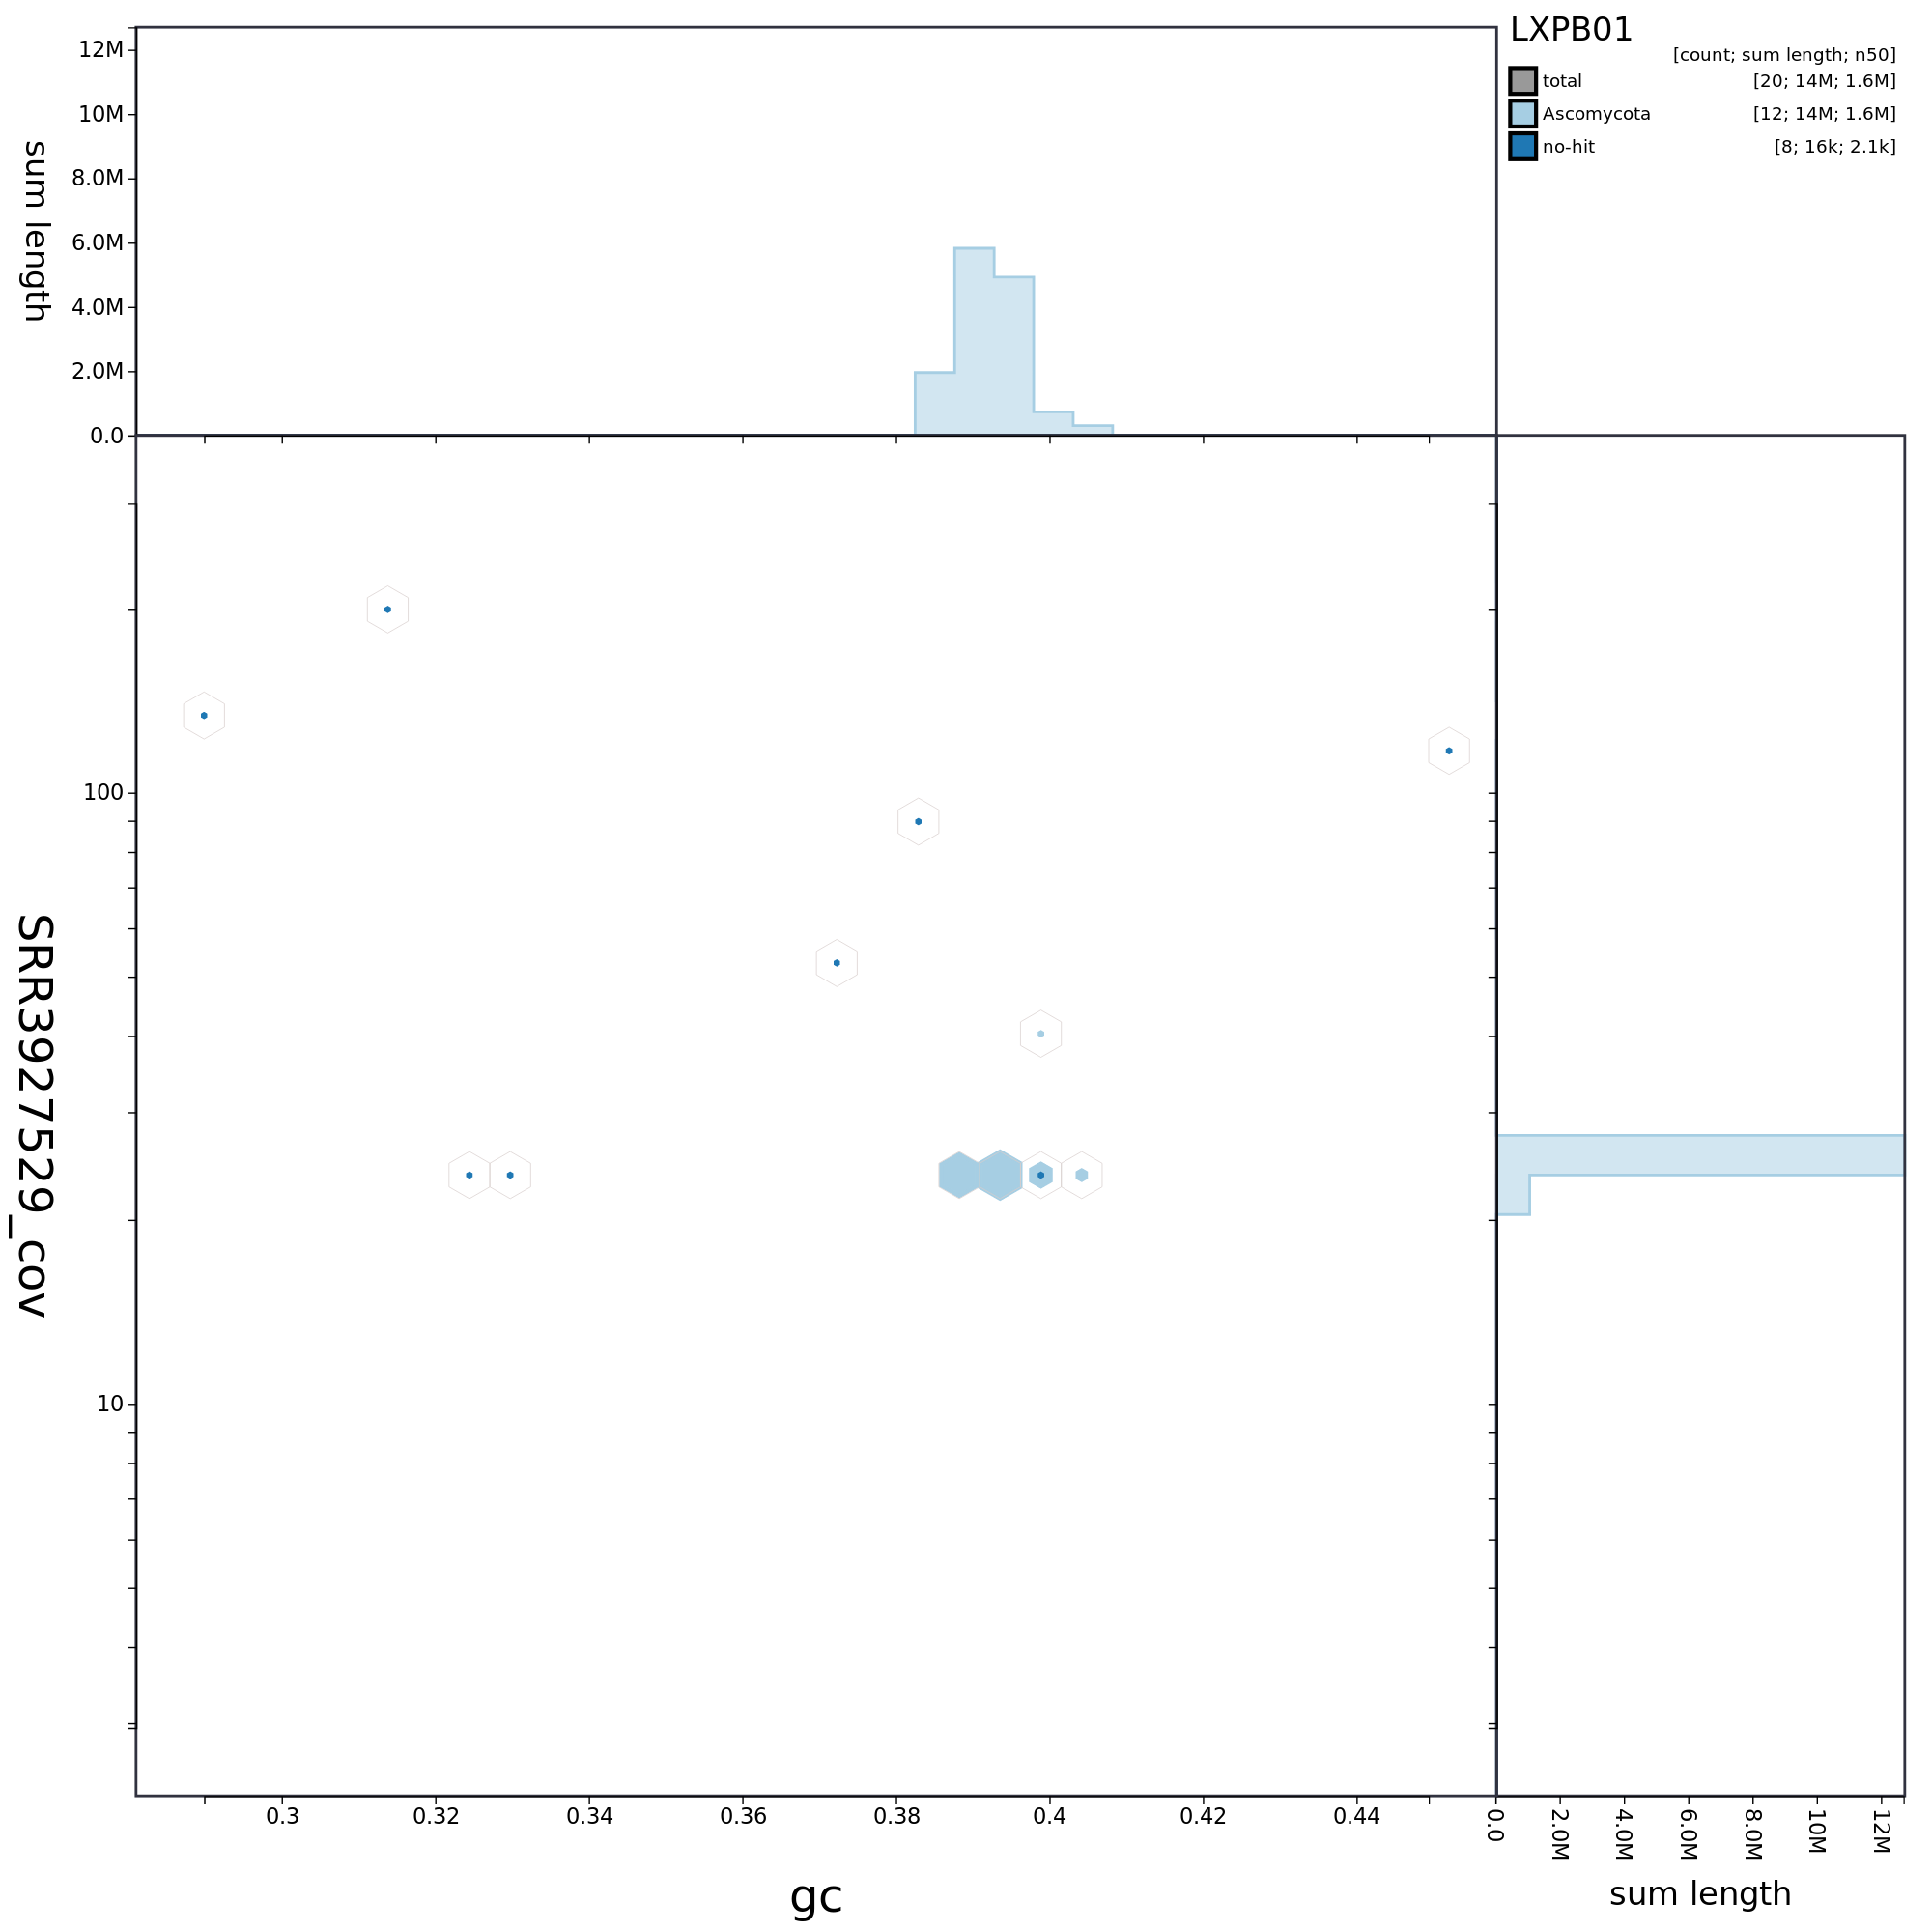 LXPB01
[count; sum length; n50]
total [20; 14M; 1.6M]
Ascomycota [12; 14M; 1.6M]
no-hit [8; 16k; 2.1k]
sum length
12M
10M
8.0M
6.0M
4.0M
2.0M
0.0
SRR3927529_cov
100
10
0.3 0.32 0.34 0.36 0.38 0.4 0.42 0.44
gc
0.0 2.0M 4.0M 6.0M 8.0M 10M 12M
sum length